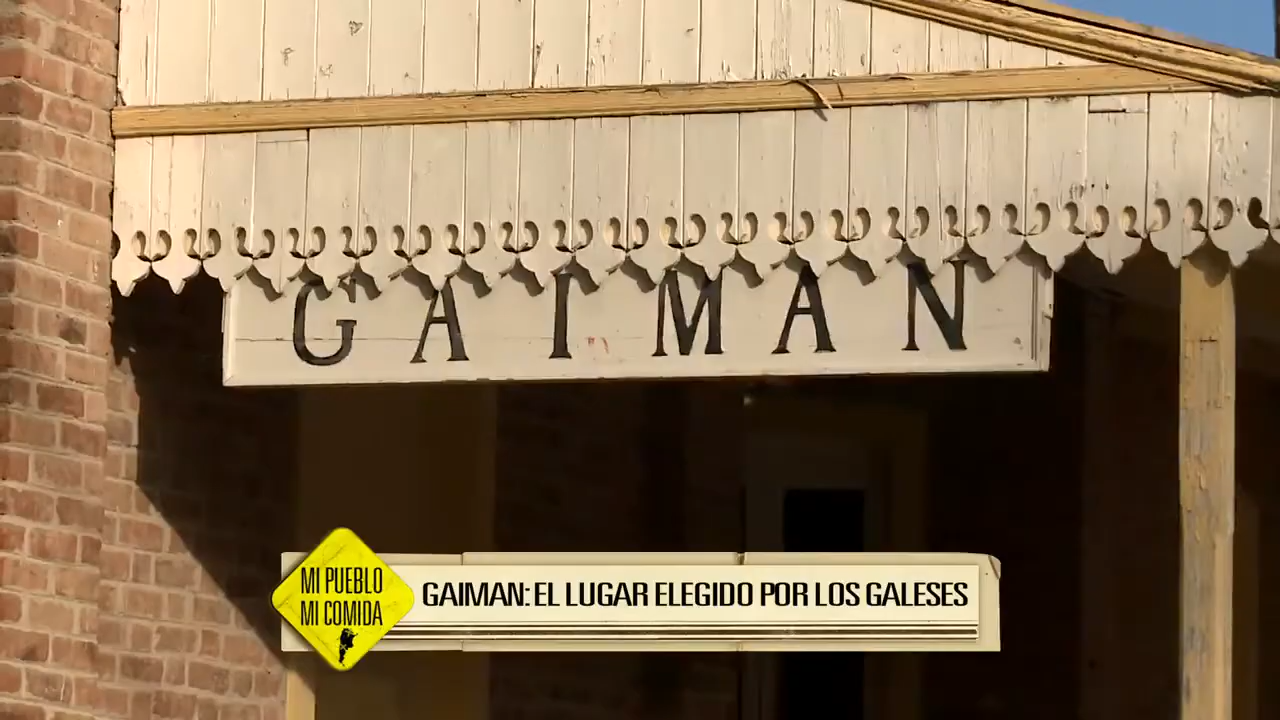 GAIMAN
MI PUEBLO
MI COMIDA
GAIMAN: EL LUGAR ELEGIDO POR LOS GALESES